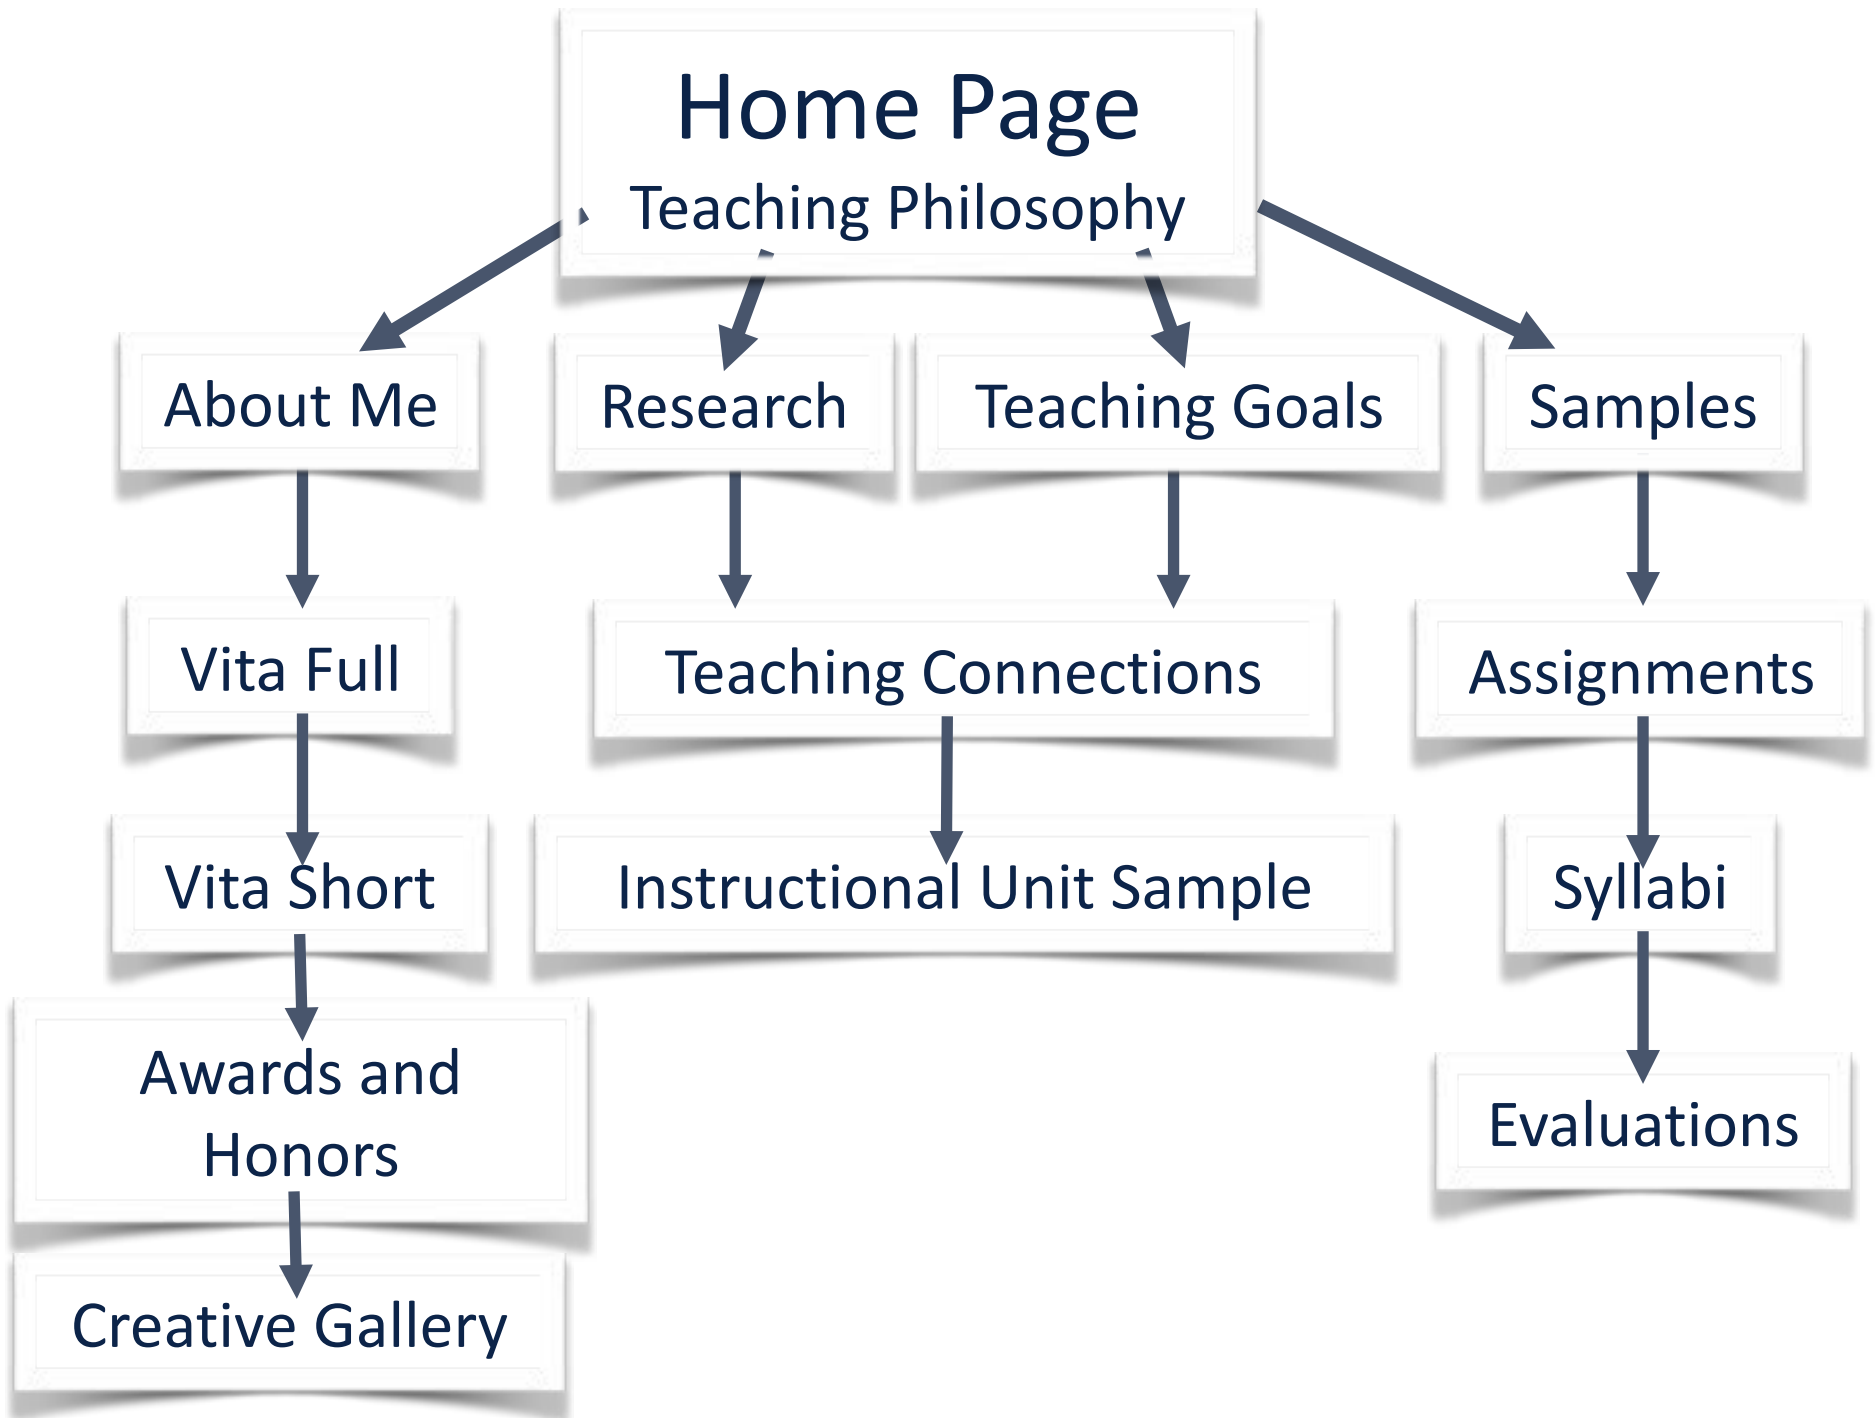 Home Page
Teaching Philosophy
About Me
Research
Teaching Goals
Samples
Vita Full
Teaching Connections
Assignments
Vita Short
Instructional Unit Sample
Syllabi
Awards and
Honors
Evaluations
Creative Gallery